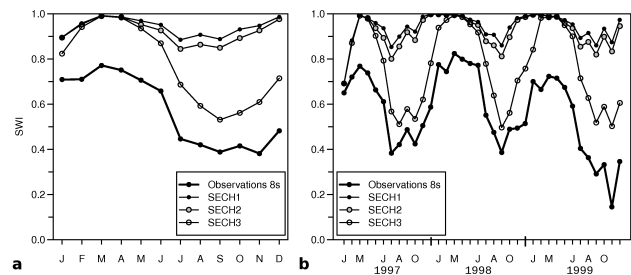 1.0
0.8
0.6
0.4
0.2
0.0
SWI
Observations 8s
SECH1
SECH2
SECH3
J F M A M J J A S O N D
a
1.0
0.8
0.6
0.4
0.2
0.0
Observations 8s
SECH1
SECH2
SECH3
J M M J S N J M M J S N J M M J S N
1997 1998 1999
b